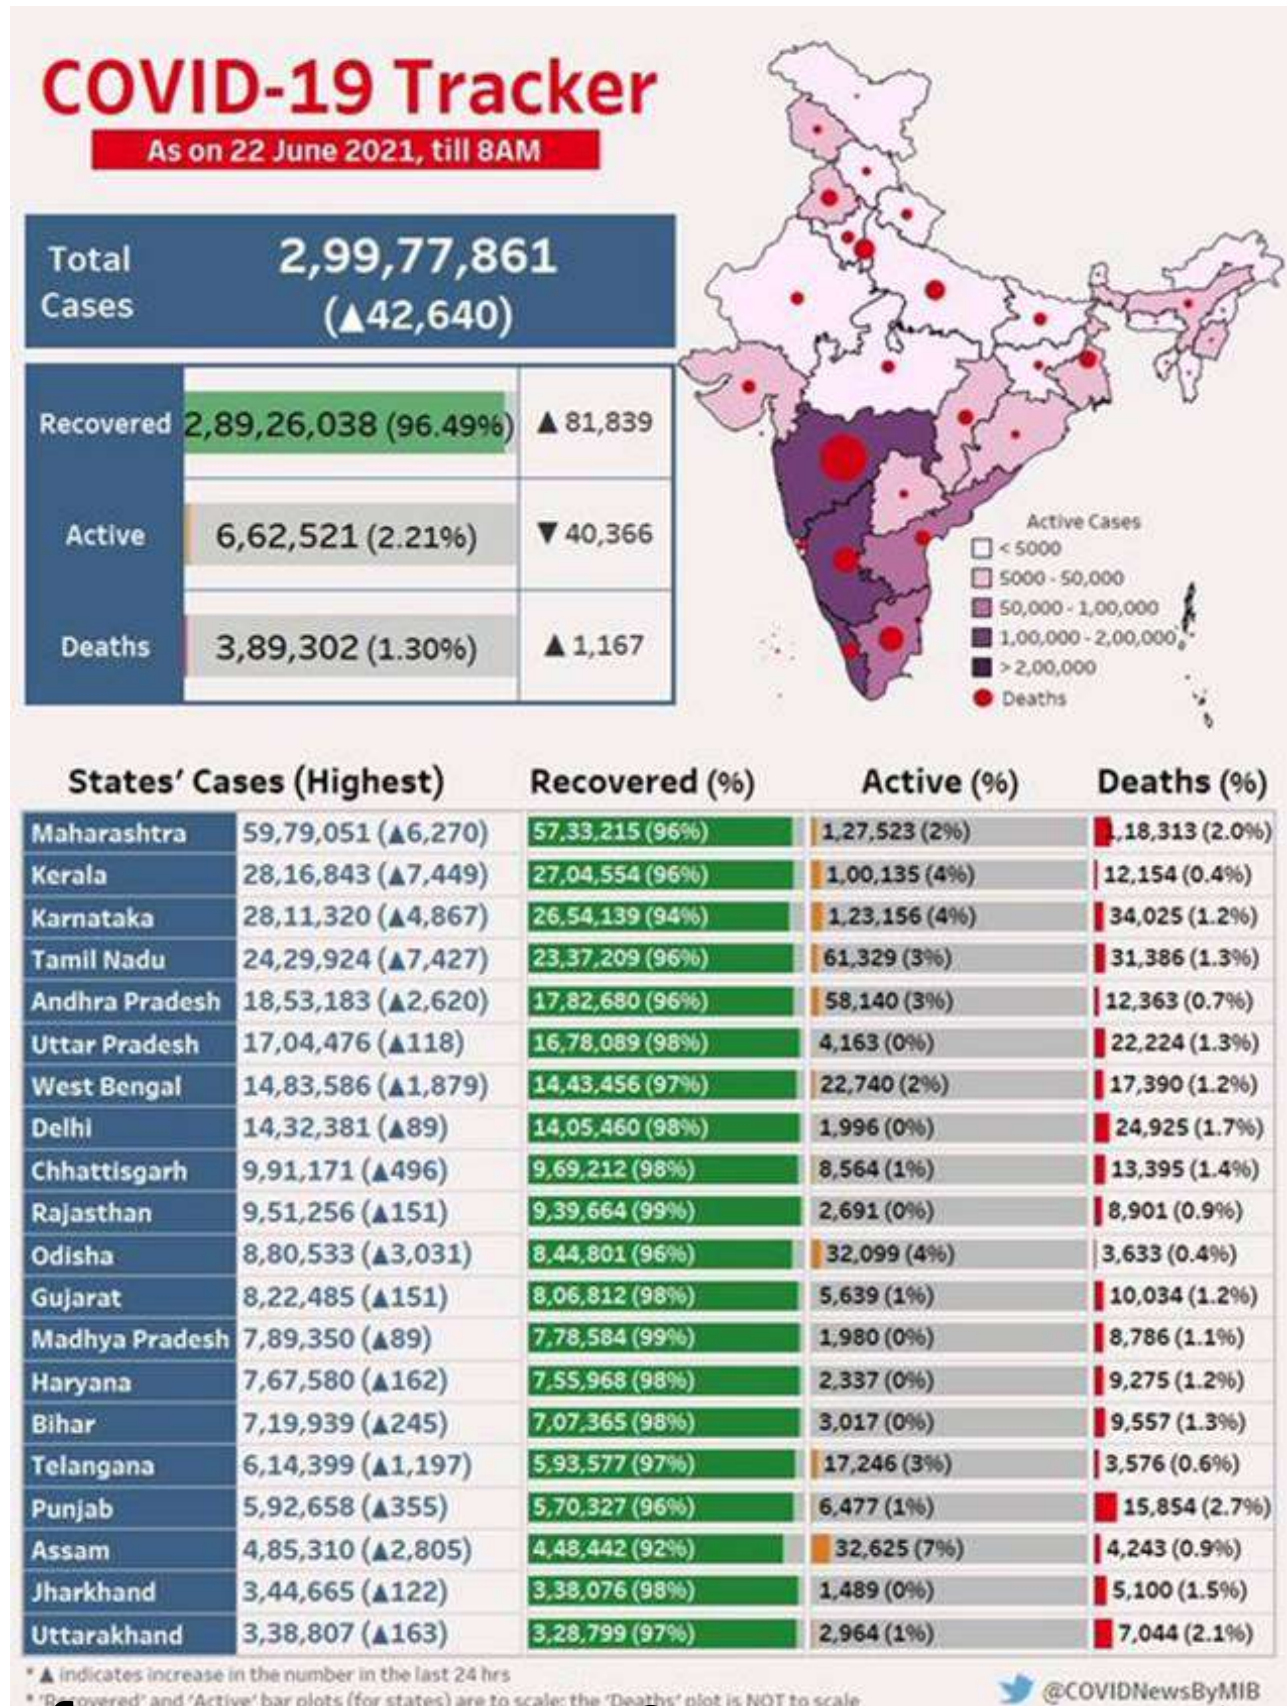 COVID-19 Tracker
As on 22 June 2021, till 8AM
Total Cases 2,99,77,861 (▲42,640)
Recovered 2,89,26,038 (96.49%) ▲ 81,839
Active 6,62,521 (2.21%) ▼ 40,366
Deaths 3,89,302 (1.30%) ▲ 1,167
Active Cases
< 5000
5000 - 50,000
50,000 - 1,00,000
1,00,000 - 2,00,000
> 2,00,000
Deaths
States' Cases (Highest) Recovered (%) Active (%) Deaths (%)
Maharashtra 59,79,051 (▲6,270) 57,33,215 (96%) 1,27,523 (2%) 1,18,313 (2.0%)
Kerala 28,16,843 (▲7,449) 27,04,554 (96%) 1,00,135 (4%) 12,154 (0.4%)
Karnataka 28,11,320 (▲4,867) 26,54,139 (94%) 1,23,156 (4%) 34,025 (1.2%)
Tamil Nadu 24,29,924 (▲7,427) 23,37,209 (96%) 61,329 (3%) 31,386 (1.3%)
Andhra Pradesh 18,53,183 (▲2,620) 17,82,680 (96%) 58,140 (3%) 12,363 (0.7%)
Uttar Pradesh 17,04,476 (▲118) 16,78,089 (98%) 4,163 (0%) 22,224 (1.3%)
West Bengal 14,83,586 (▲1,879) 14,43,456 (97%) 22,740 (2%) 17,390 (1.2%)
Delhi 14,32,381 (▲89) 14,05,460 (98%) 1,996 (0%) 24,925 (1.7%)
Chhattisgarh 9,91,171 (▲496) 9,69,212 (98%) 8,564 (1%) 13,395 (1.4%)
Rajasthan 9,51,256 (▲151) 9,39,664 (99%) 2,691 (0%) 8,901 (0.9%)
Odisha 8,80,533 (▲3,031) 8,44,801 (96%) 32,099 (4%) 3,633 (0.4%)
Gujarat 8,22,485 (▲151) 8,06,812 (98%) 5,639 (1%) 10,034 (1.2%)
Madhya Pradesh 7,89,350 (▲89) 7,78,584 (99%) 1,980 (0%) 8,786 (1.1%)
Haryana 7,67,580 (▲162) 7,55,968 (98%) 2,337 (0%) 9,275 (1.2%)
Bihar 7,19,939 (▲245) 7,07,365 (98%) 3,017 (0%) 9,557 (1.3%)
Telangana 6,14,399 (▲1,197) 5,93,577 (97%) 17,246 (3%) 3,576 (0.6%)
Punjab 5,92,658 (▲355) 5,70,327 (96%) 6,477 (1%) 15,854 (2.7%)
Assam 4,85,310 (▲2,805) 4,48,442 (92%) 32,625 (7%) 4,243 (0.9%)
Jharkhand 3,44,665 (▲122) 3,38,076 (98%) 1,489 (0%) 5,100 (1.5%)
Uttarakhand 3,38,807 (▲163) 3,28,799 (97%) 2,964 (1%) 7,044 (2.1%)
* ▲ indicates increase in the number in the last 24 hrs
* 'Recovered' and 'Active' bar plots (for states) are to scale; the 'Deaths' plot is NOT to scale
@COVIDNewsByMIB